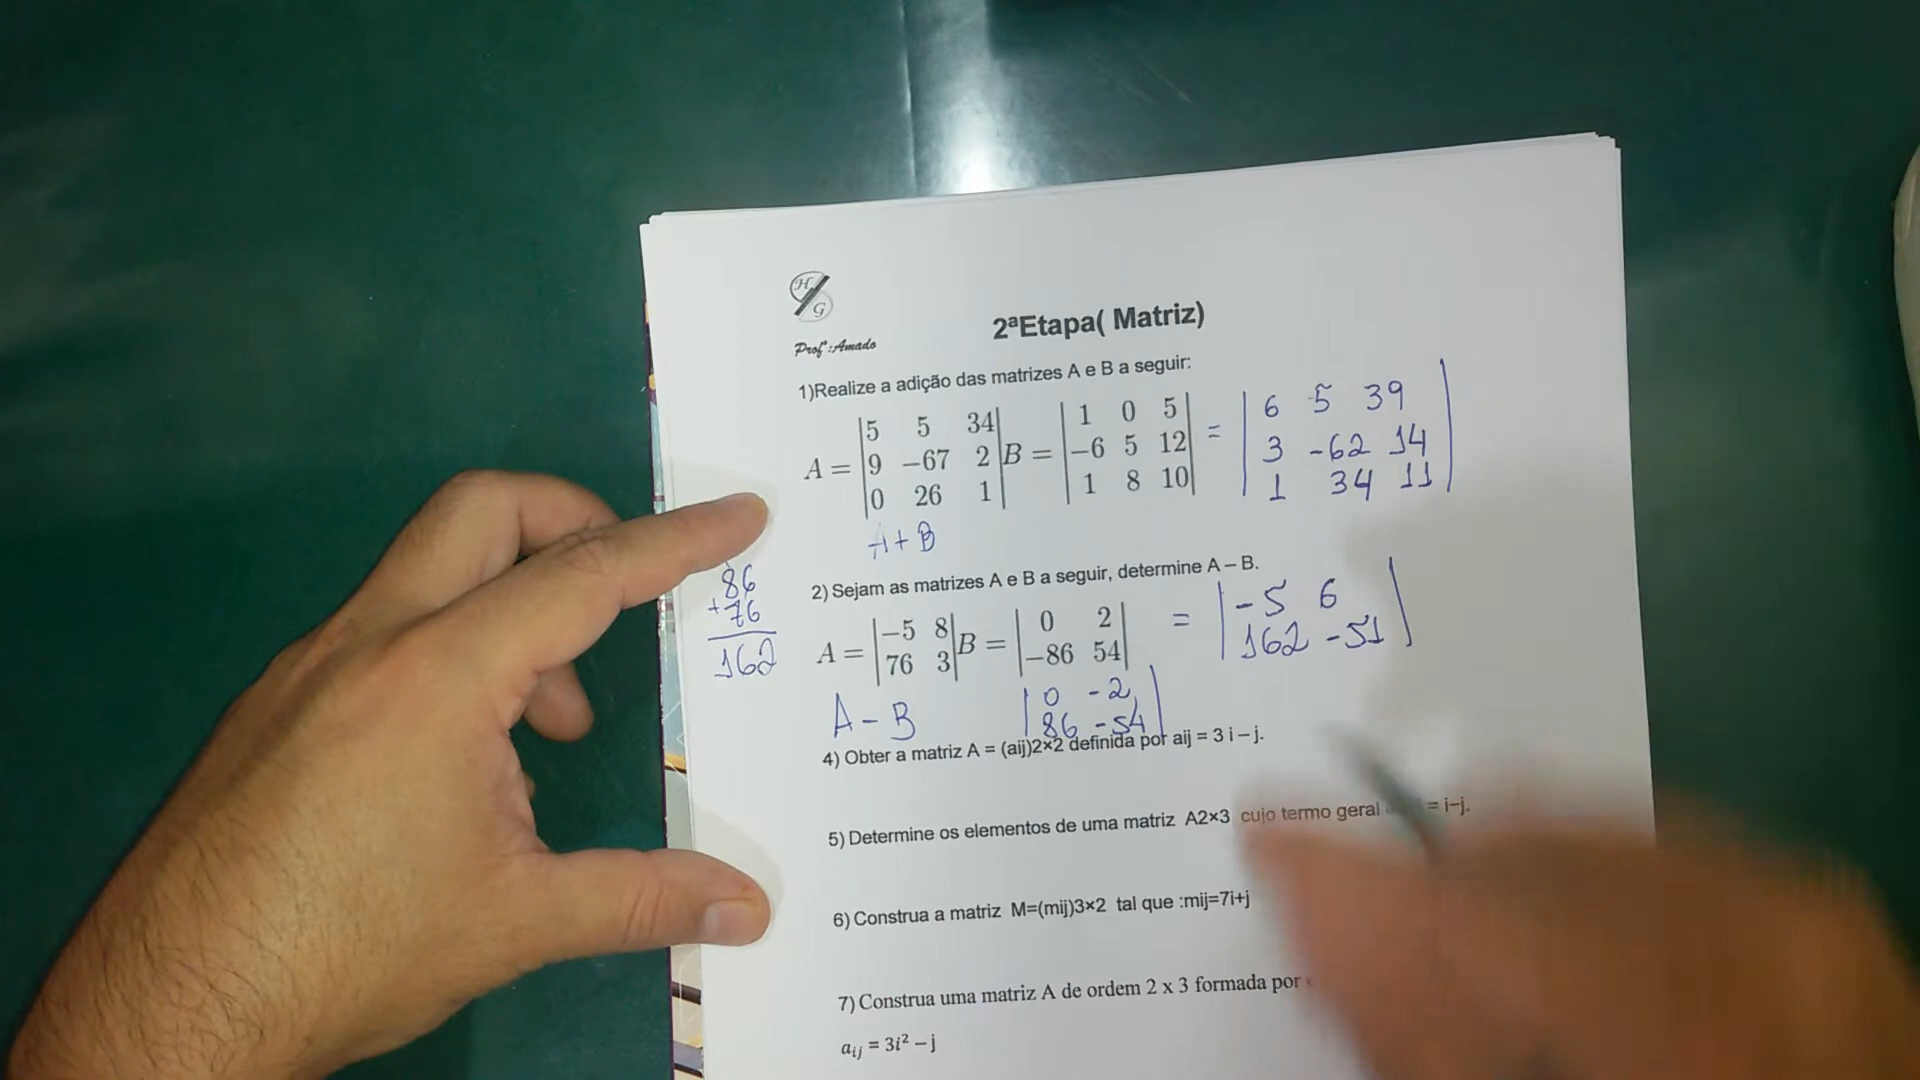 H
G
Profº:Amado
2ªEtapa( Matriz)
1)Realize a adição das matrizes A e B a seguir:
A = |5 5 34| B = |1 0 5| = |6 5 39|
|9 -67 2| |-6 5 12| |3 -62 14|
|0 26 1| |1 8 10| |1 34 11|
A + B
2) Sejam as matrizes A e B a seguir, determine A – B.
86
+76
162
A = |-5 8| B = |0 2| = |-5 6|
|76 3| |-86 54| |162 -51|
A - B |0 -2|
|86 -54|
4) Obter a matriz A = (aij)2×2 definida por aij = 3 i – j.
5) Determine os elementos de uma matriz A2×3 cujo termo geral = i–j.
6) Construa a matriz M=(mij)3×2 tal que :mij=7i+j
7) Construa uma matriz A de ordem 2 x 3 formada por
aij = 3i² – j